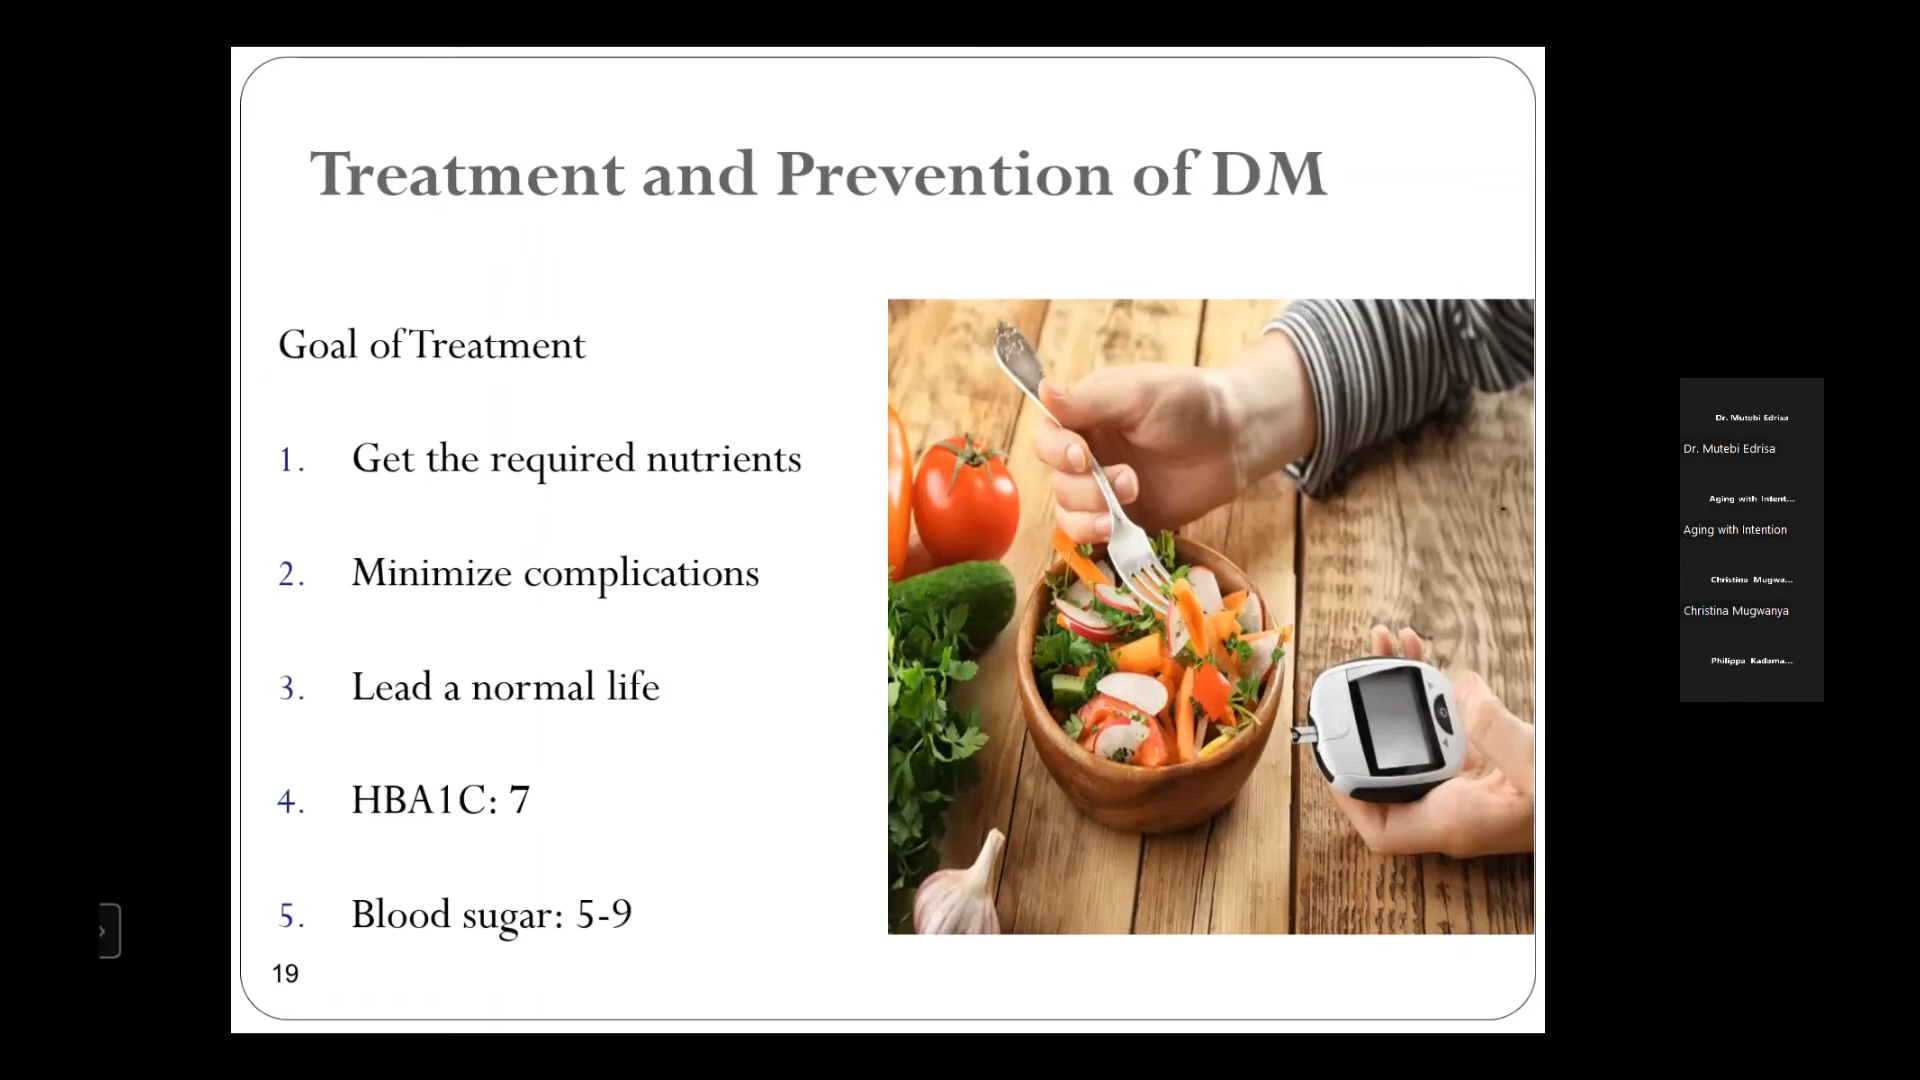 Treatment and Prevention of DM
Goal of Treatment
1. Get the required nutrients
2. Minimize complications
3. Lead a normal life
4. HBA1C: 7
5. Blood sugar: 5-9
19
Dr. Mutebi Edrisa
Dr. Mutebi Edrisa
Aging with Intent...
Aging with Intention
Christina Mugwa...
Christina Mugwanya
Philippa Kadama...